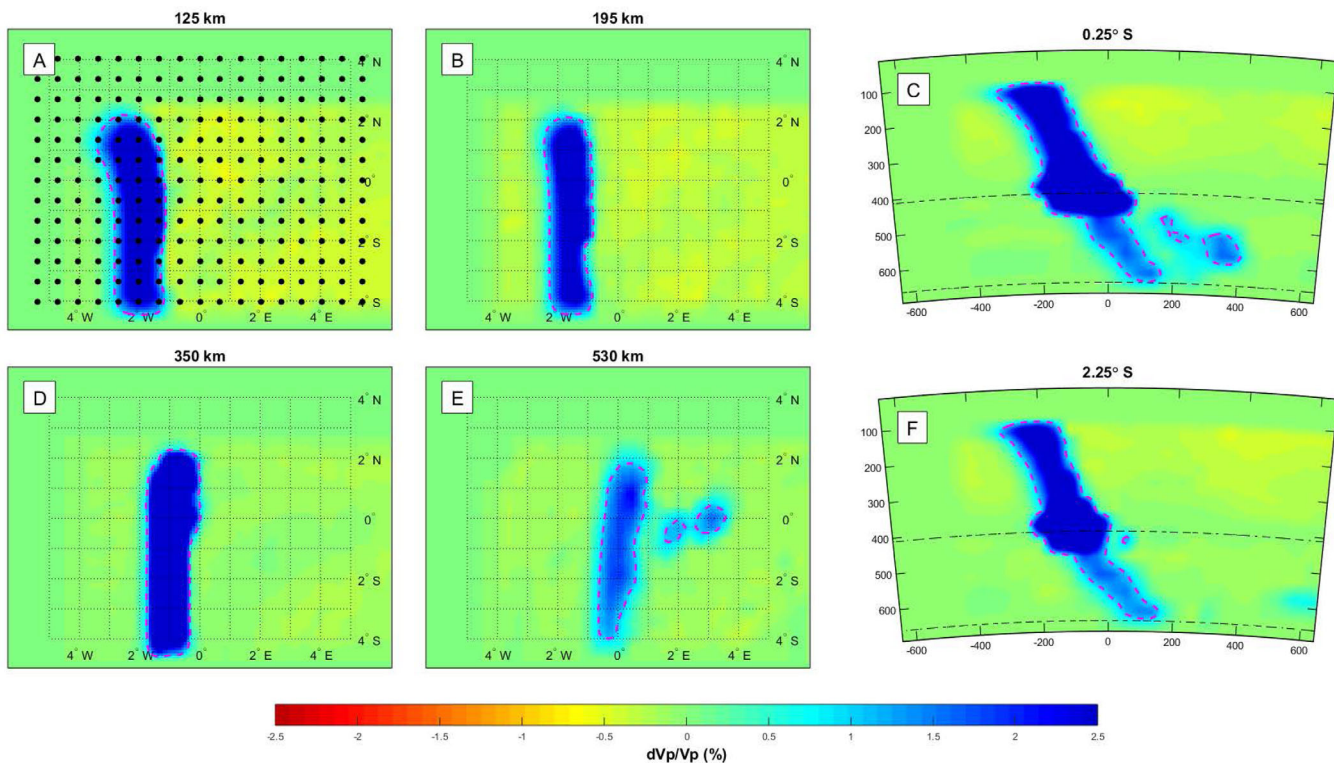 125 km
195 km
0.25° S
A
4° N
2° N
0°
2° S
4° S
4° W
2° W
0°
2° E
4° E
B
4° N
2° N
0°
2° S
4° S
4° W
2° W
0°
2° E
4° E
C
100
200
300
400
500
600
-600
-400
-200
0
200
400
600
350 km
530 km
2.25° S
D
4° N
2° N
0°
2° S
4° S
4° W
2° W
0°
2° E
4° E
E
4° N
2° N
0°
2° S
4° S
4° W
2° W
0°
2° E
4° E
F
100
200
300
400
500
600
-600
-400
-200
0
200
400
600
-2.5 -2 -1.5 -1 -0.5 0 0.5 1 1.5 2 2.5
dVp/Vp (%)